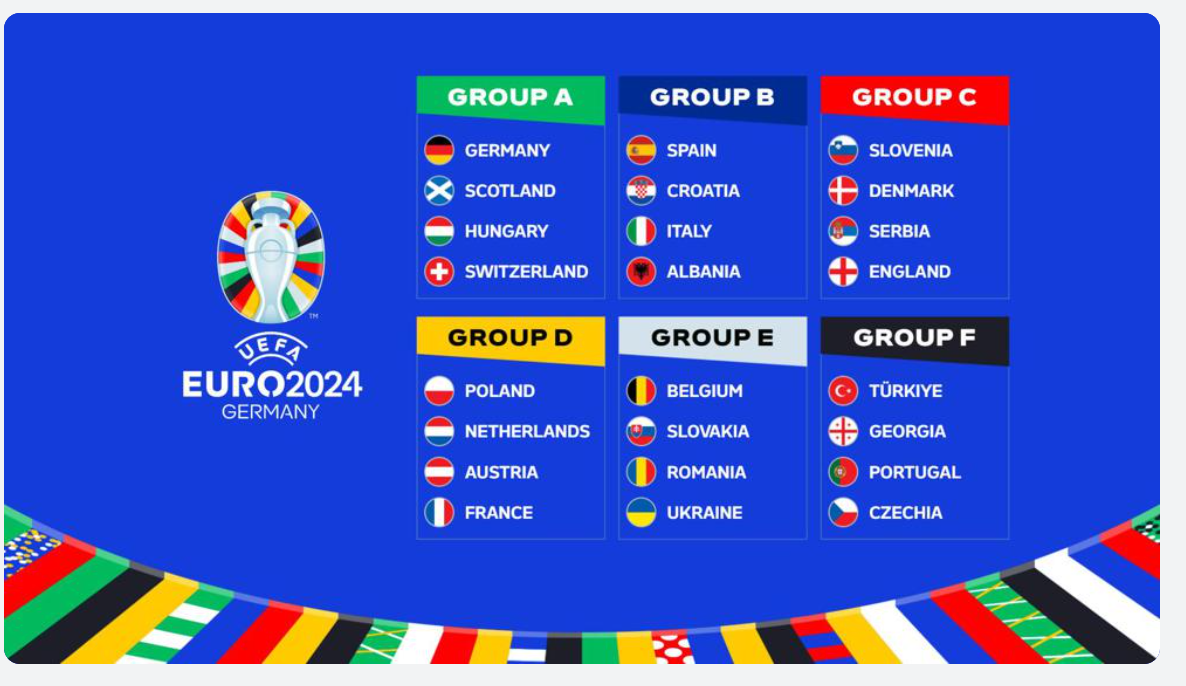 UEFA
EURO2024
GERMANY
TM
GROUP A
GERMANY
SCOTLAND
HUNGARY
SWITZERLAND
GROUP B
SPAIN
CROATIA
ITALY
ALBANIA
GROUP C
SLOVENIA
DENMARK
SERBIA
ENGLAND
GROUP D
POLAND
NETHERLANDS
AUSTRIA
FRANCE
GROUP E
BELGIUM
SLOVAKIA
ROMANIA
UKRAINE
GROUP F
TÜRKIYE
GEORGIA
PORTUGAL
CZECHIA